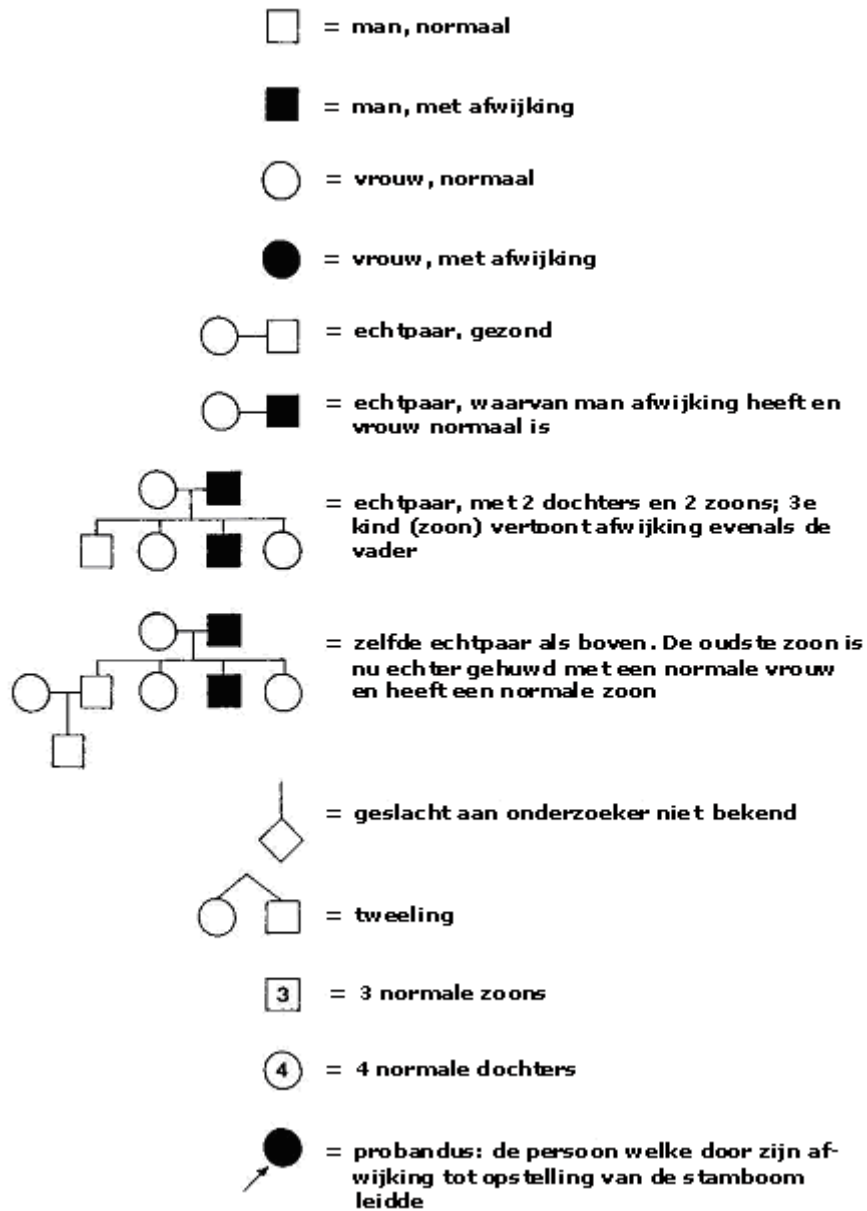 = man, normaal
= man, met afwijking
= vrouw, normaal
= vrouw, met afwijking
= echtpaar, gezond
= echtpaar, waarvan man afwijking heeft en
vrouw normaal is
= echtpaar, met 2 dochters en 2 zoons; 3e
kind (zoon) vertoont afwijking evenals de
vader
= zelfde echtpaar als boven. De oudste zoon is
nu echter gehuwd met een normale vrouw
en heeft een normale zoon
= geslacht aan onderzoeker niet bekend
= tweeling
3 = 3 normale zoons
4 = 4 normale dochters
= probandus: de persoon welke door zijn af-
wijking tot opstelling van de stamboom
leidde